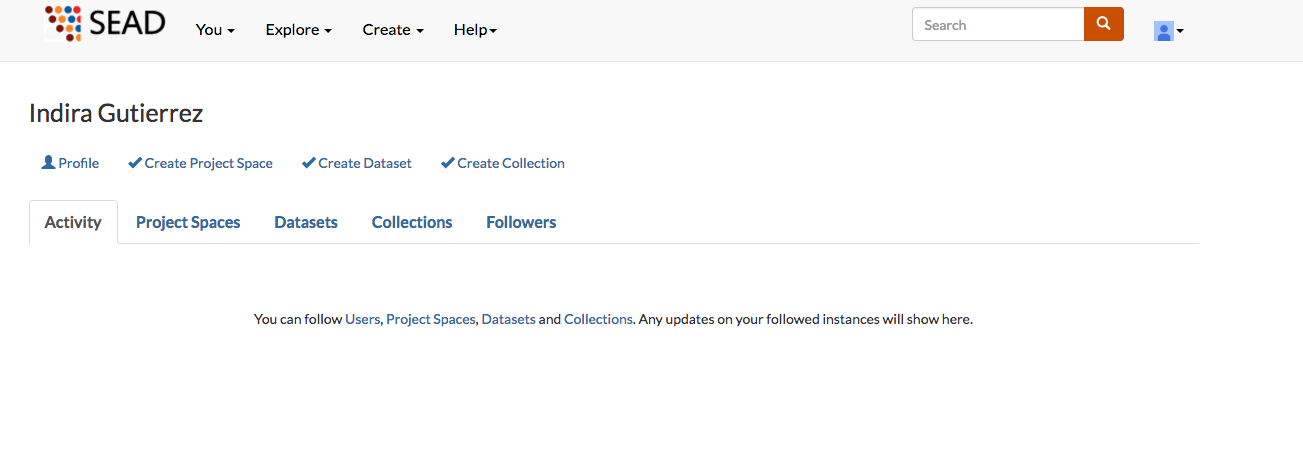 SEAD You Explore Create Help Search
Indira Gutierrez
Profile Create Project Space Create Dataset Create Collection
Activity Project Spaces Datasets Collections Followers
You can follow Users, Project Spaces, Datasets and Collections. Any updates on your followed instances will show here.